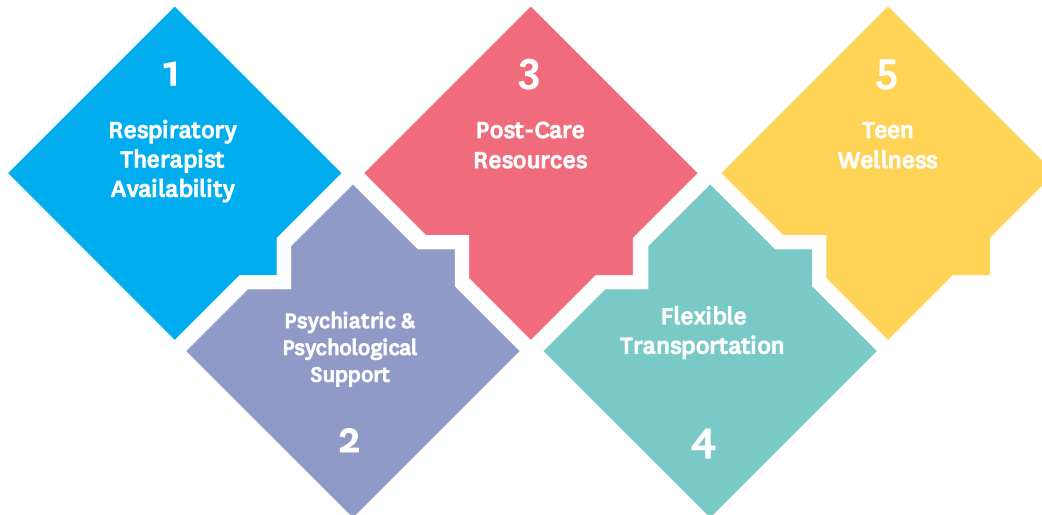 1
Respiratory
Therapist
Availability
Psychiatric &
Psychological
Support
2
3
Post-Care
Resources
Flexible
Transportation
4
5
Teen
Wellness